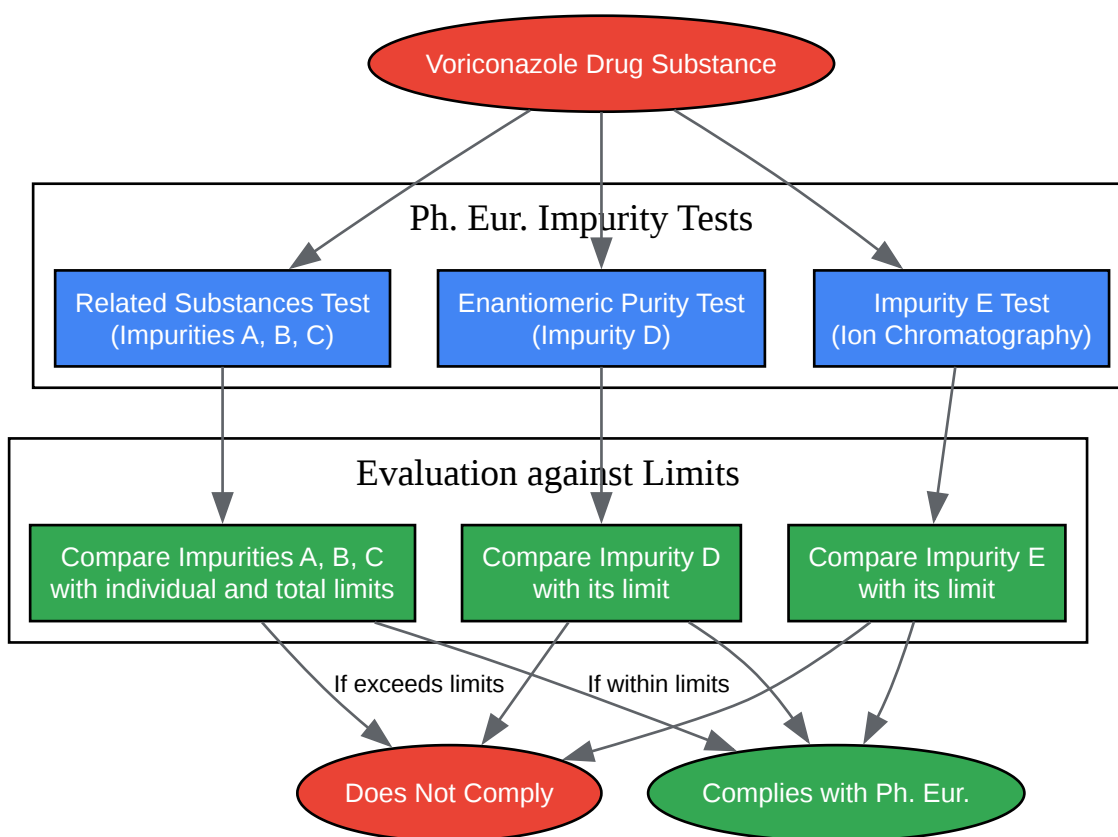 Voriconazole Drug Substance
Ph. Eur. Impurity Tests
Related Substances Test
(Impurities A, B, C)
Enantiomeric Purity Test
(Impurity D)
Impurity E Test
(Ion Chromatography)
Evaluation against Limits
Compare Impurities A, B, C
with individual and total limits
Compare Impurity D
with its limit
Compare Impurity E
with its limit
If exceeds limits
If within limits
Does Not Comply
Complies with Ph. Eur.